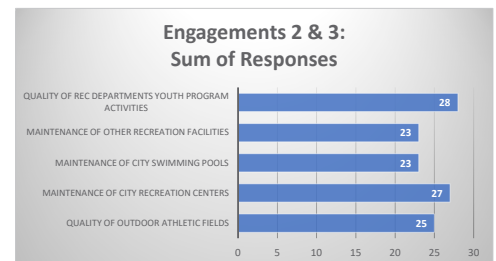 Engagements 2 & 3:
Sum of Responses
QUALITY OF REC DEPARTMENTS YOUTH PROGRAM
ACTIVITIES
28
MAINTENANCE OF OTHER RECREATION FACILITIES
23
MAINTENANCE OF CITY SWIMMING POOLS
23
MAINTENANCE OF CITY RECREATION CENTERS
27
QUALITY OF OUTDOOR ATHLETIC FIELDS
25
0 5 10 15 20 25 30